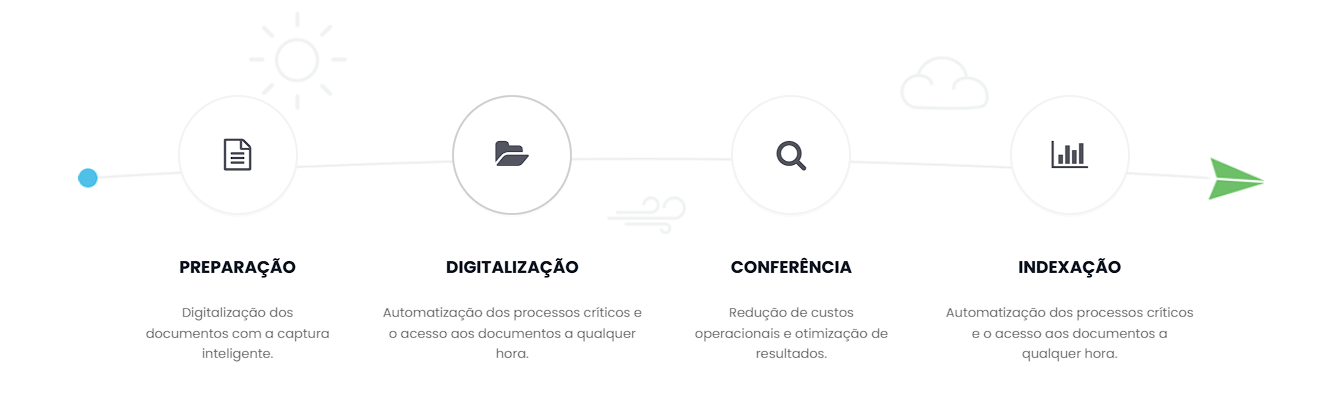 PREPARAÇÃO
Digitalização dos
documentos com a captura
inteligente.
DIGITALIZAÇÃO
Automatização dos processos críticos e
o acesso aos documentos a qualquer
hora.
CONFERÊNCIA
Redução de custos
operacionais e otimização de
resultados.
INDEXAÇÃO
Automatização dos processos críticos
e o acesso aos documentos a
qualquer hora.